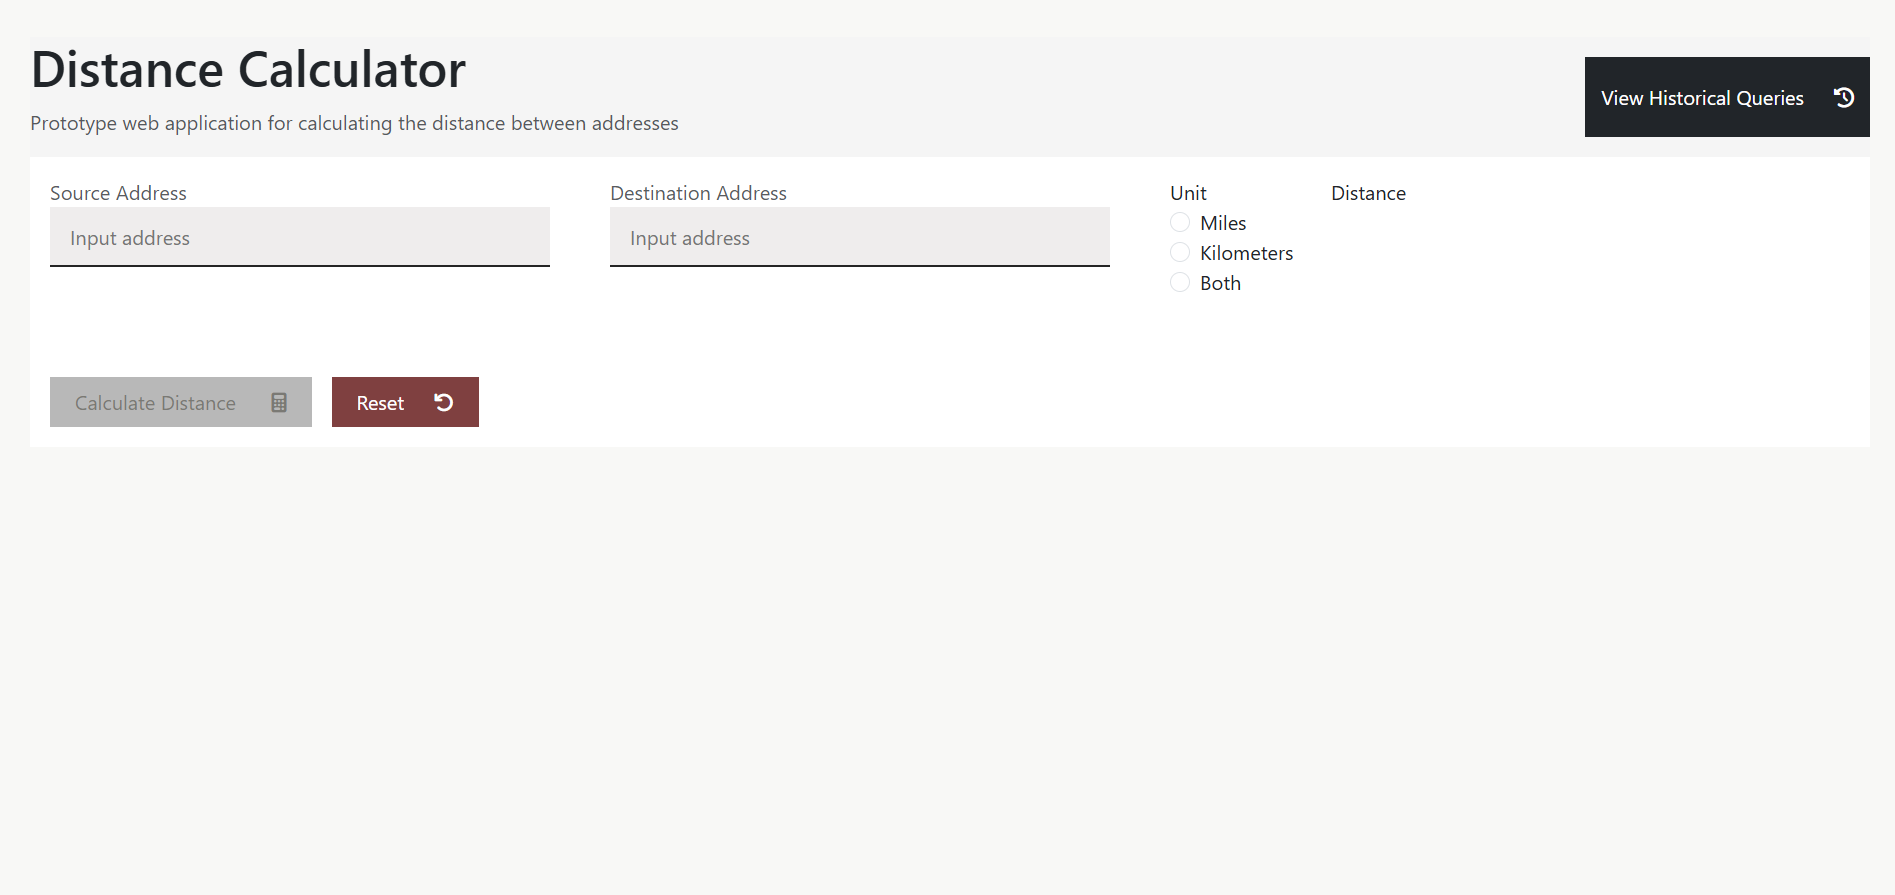 Distance Calculator
Prototype web application for calculating the distance between addresses
View Historical Queries
Source Address
Input address
Destination Address
Input address
Unit
Miles
Kilometers
Both
Distance
Calculate Distance
Reset